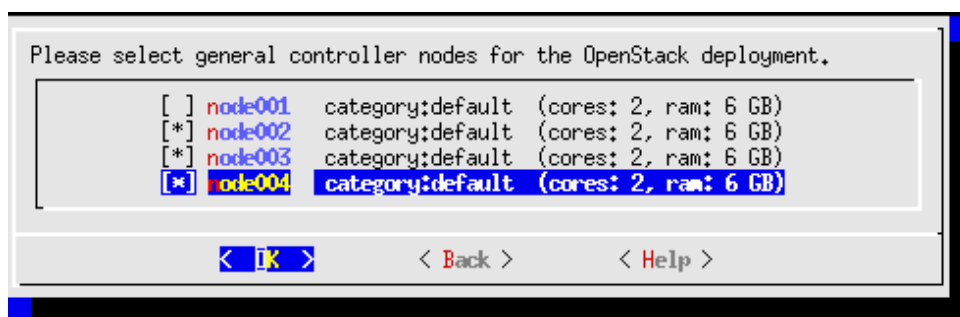 Please select general controller nodes for the OpenStack deployment.
[ ] node001 category:default (cores: 2, ram: 6 GB)
[*] node002 category:default (cores: 2, ram: 6 GB)
[*] node003 category:default (cores: 2, ram: 6 GB)
[*] node004 category:default (cores: 2, ram: 6 GB)
< OK > < Back > < Help >